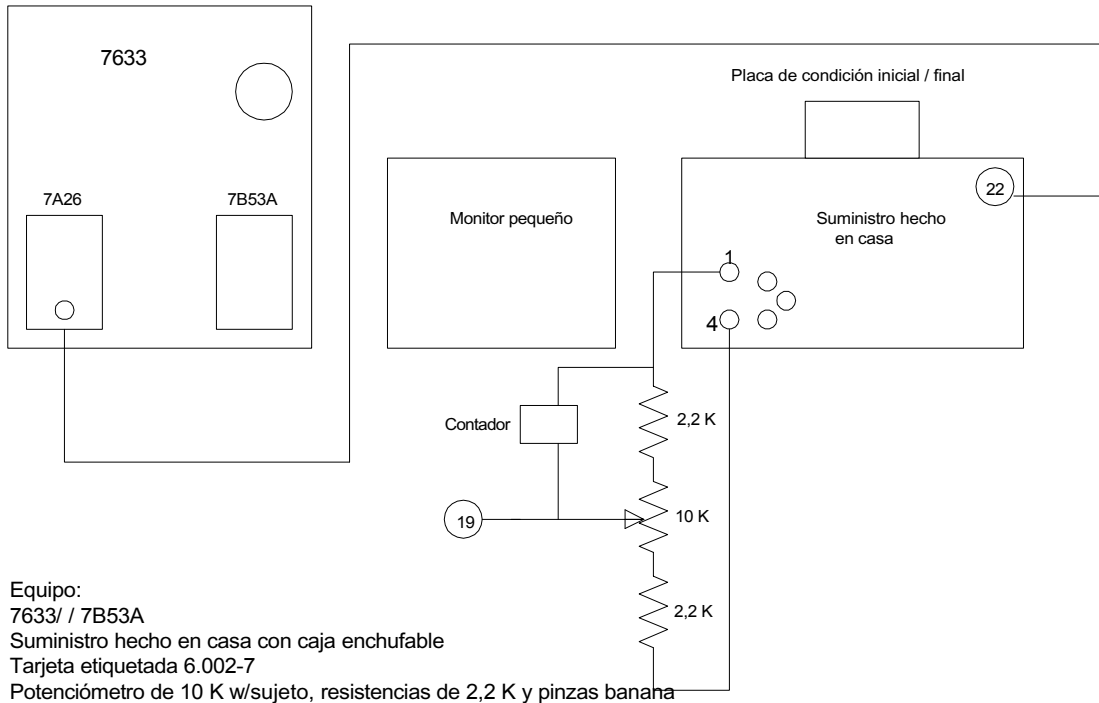 7633
7A26
7B53A
Monitor pequeño
Placa de condición inicial / final
22
Suministro hecho
en casa
1
4
Contador
2,2 K
19
10 K
2,2 K
Equipo:
7633/ / 7B53A
Suministro hecho en casa con caja enchufable
Tarjeta etiquetada 6.002-7
Potenciómetro de 10 K w/sujeto, resistencias de 2,2 K y pinzas banana